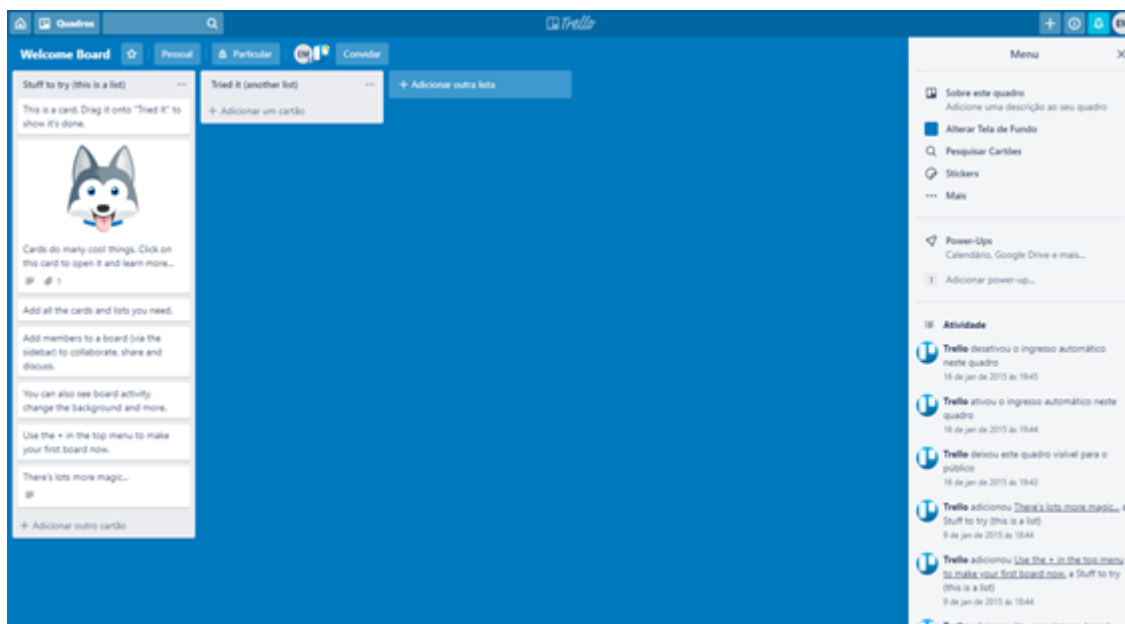 Quadros
Trello
Welcome Board
Pessoal
Particular
EM
Convidar
Stuff to try (this is a list)
This is a card. Drag it onto "Tried it" to
show it's done.
Cards do many cool things. Click on
this card to open it and learn more...
1
Add all the cards and lists you need.
Add members to a board (via the
sidebar) to collaborate, share and
discuss.
You can also see board activity,
change the background and more.
Use the + in the top menu to make
your first board now.
There's lots more magic...
+ Adicionar outro cartão
Tried it (another list)
+ Adicionar um cartão
+ Adicionar outra lista
Menu
Sobre este quadro
Adicione uma descrição ao seu quadro
Alterar Tela de Fundo
Pesquisar Cartões
Stickers
Mais
Power-Ups
Calendário, Google Drive e mais...
1 Adicionar power-up...
Atividade
Trello desativou o ingresso automático
neste quadro
16 de jan de 2015 às 19:45
Trello ativou o ingresso automático neste
quadro
16 de jan de 2015 às 19:44
Trello deixou este quadro visível para o
público
16 de jan de 2015 às 19:43
Trello adicionou There's lots more magic... a
Stuff to try (this is a list)
9 de jan de 2015 às 18:44
Trello adicionou Use the + in the top menu
to make your first board now. a Stuff to try
(this is a list)
9 de jan de 2015 às 18:44